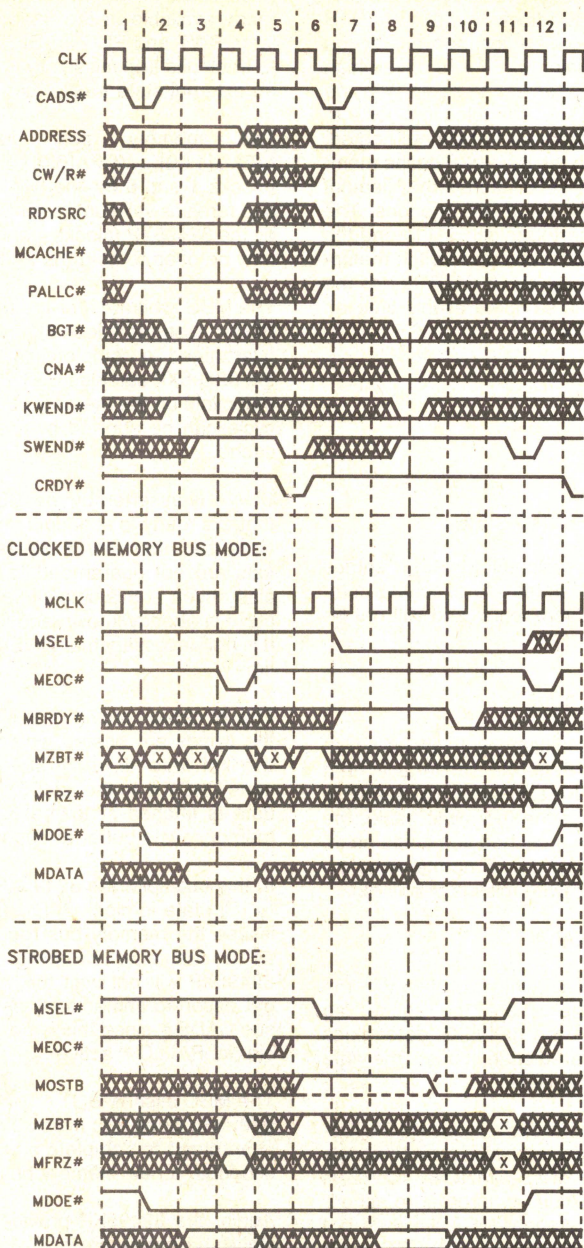 1 2 3 4 5 6 7 8 9 10 11 12
CLK
CADS#
ADDRESS
CW/R#
RDYSRC
MCACHE#
PALLC#
BGT#
CNA#
KWEND#
SWEND#
CRDY#
CLOCKED MEMORY BUS MODE:
MCLK
MSEL#
MEOC#
MBRDY#
MZBT# X X X X X
MFRZ#
MDOE#
MDATA
STROBED MEMORY BUS MODE:
MSEL#
MEOC#
MOSTB
MZBT# X
MFRZ# X
MDOE#
MDATA